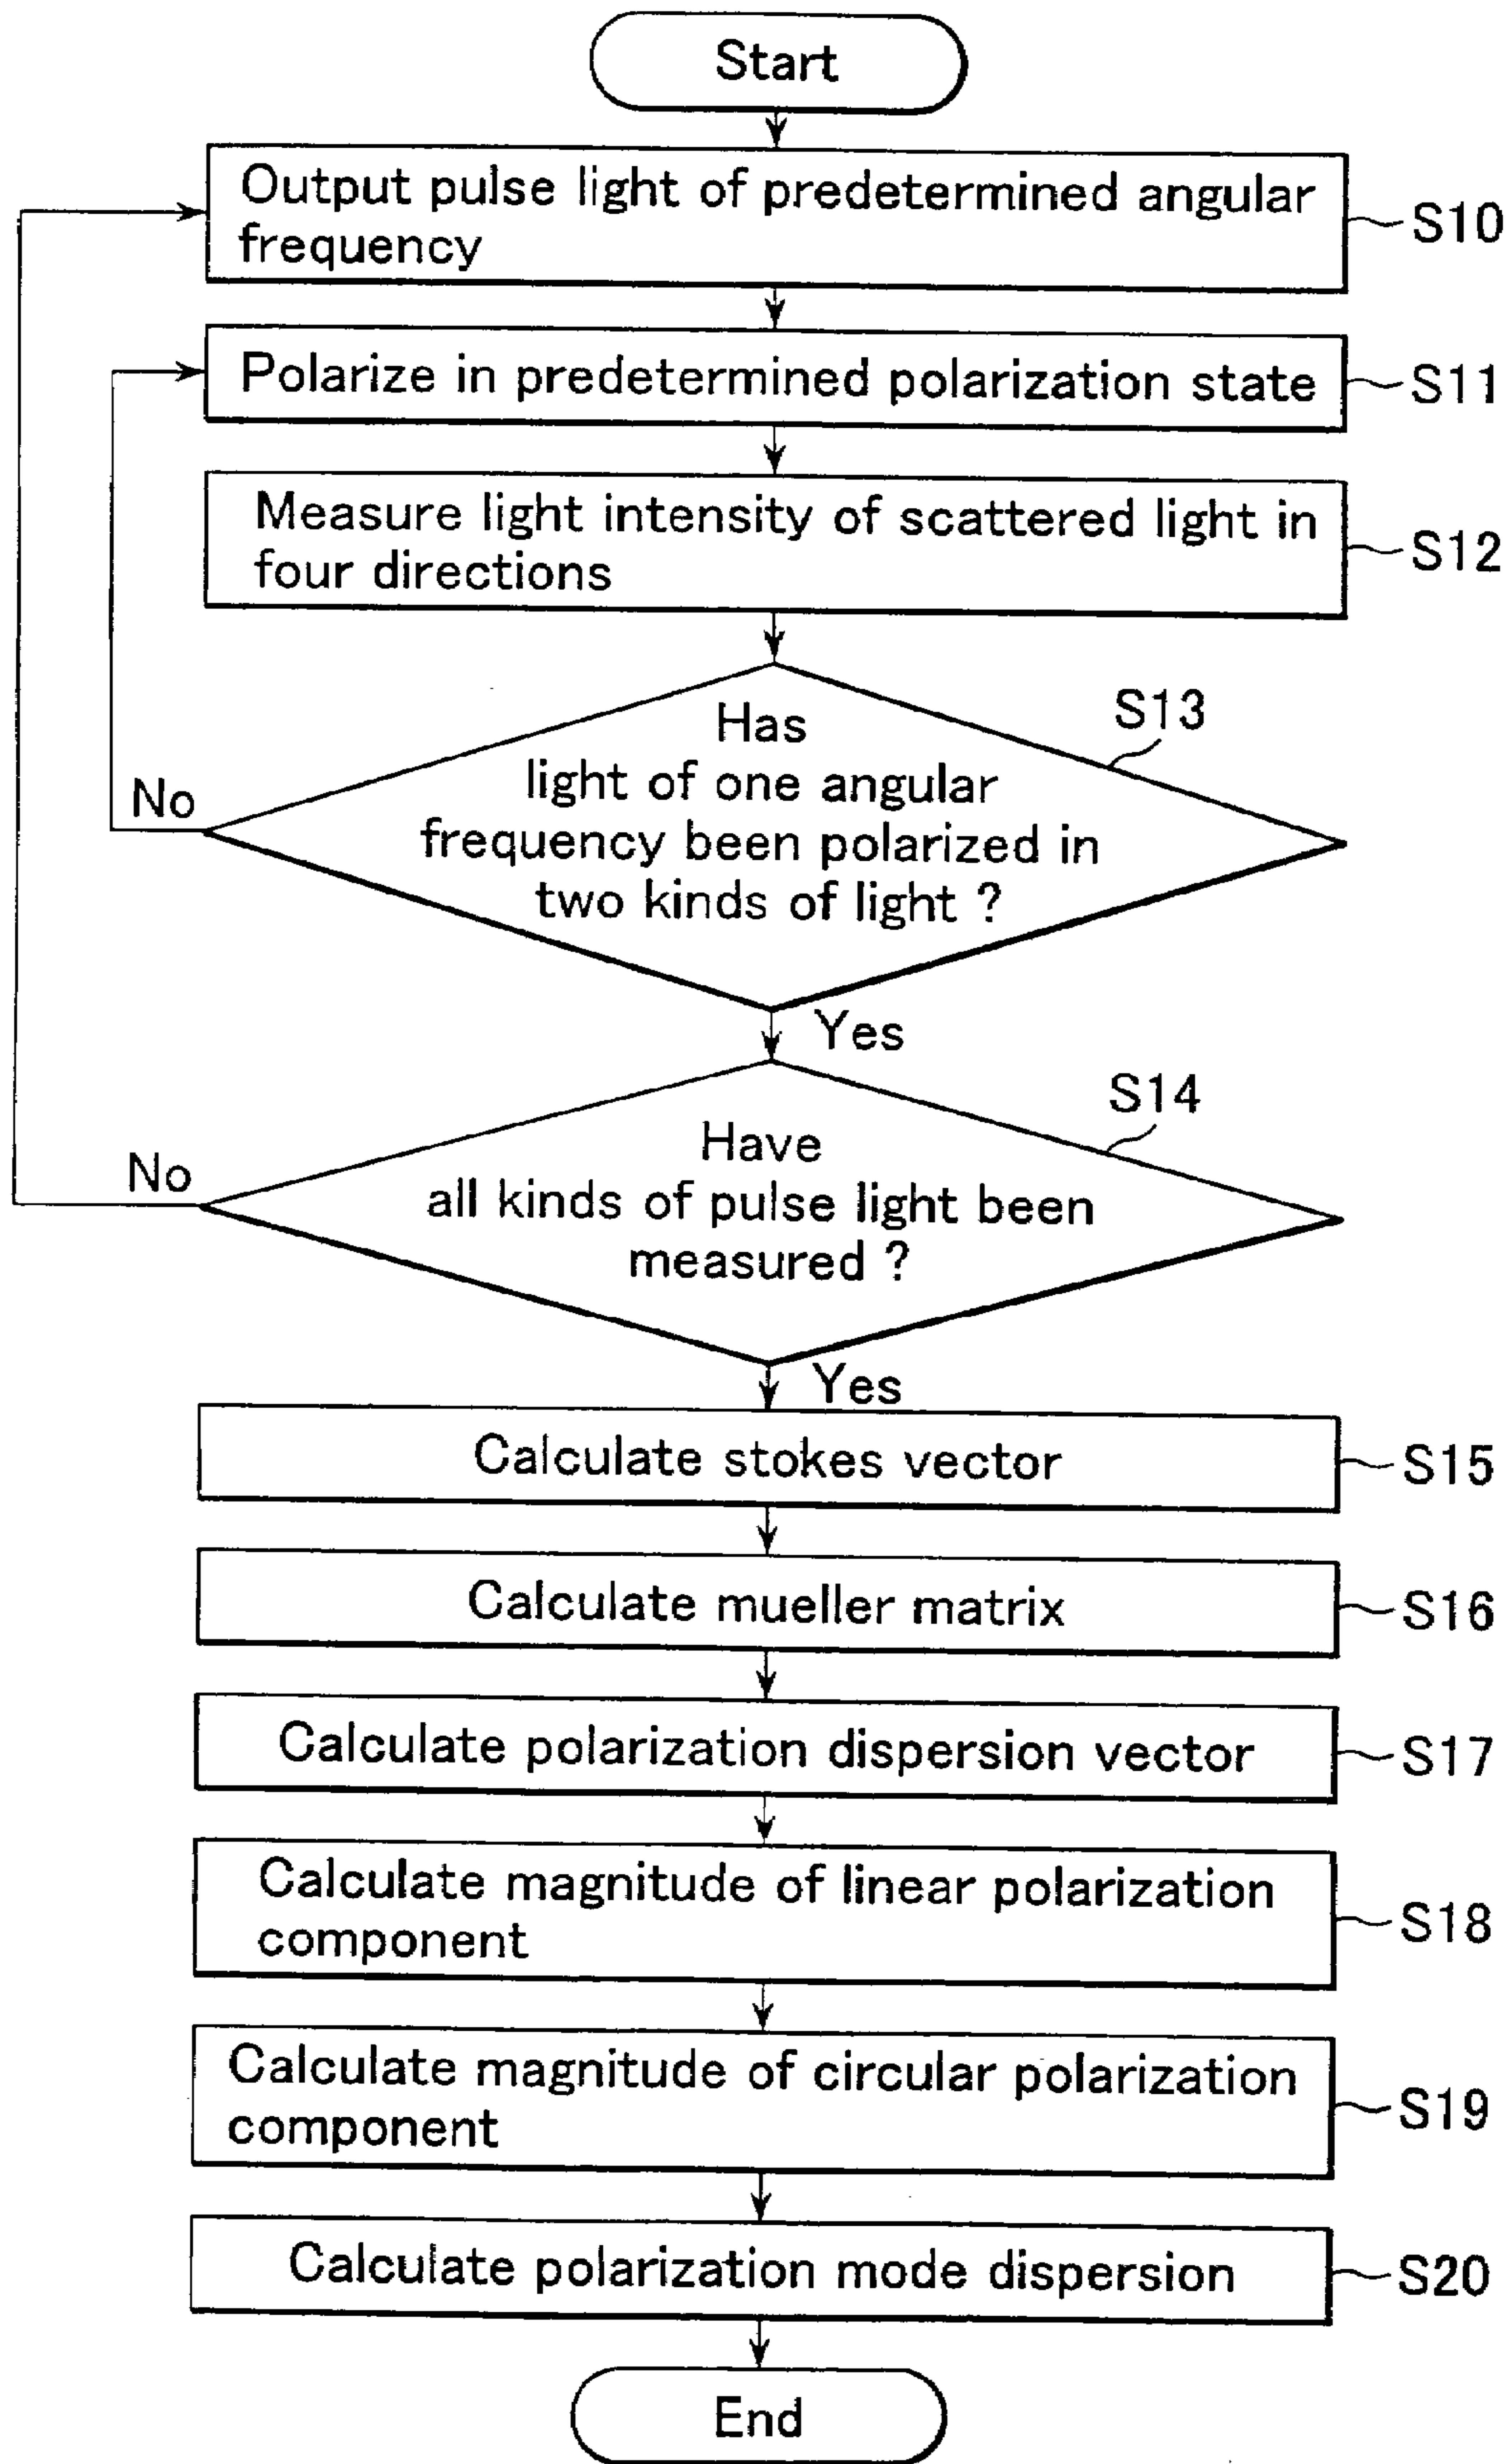 Start
Output pulse light of predetermined angular
frequency
S10
Polarize in predetermined polarization state
S11
Measure light intensity of scattered light in
four directions
S12
Has
light of one angular
frequency been polarized in
two kinds of light ?
S13
No
Yes
Have
all kinds of pulse light been
measured ?
S14
No
Yes
Calculate stokes vector
S15
Calculate mueller matrix
S16
Calculate polarization dispersion vector
S17
Calculate magnitude of linear polarization
component
S18
Calculate magnitude of circular polarization
component
S19
Calculate polarization mode dispersion
S20
End